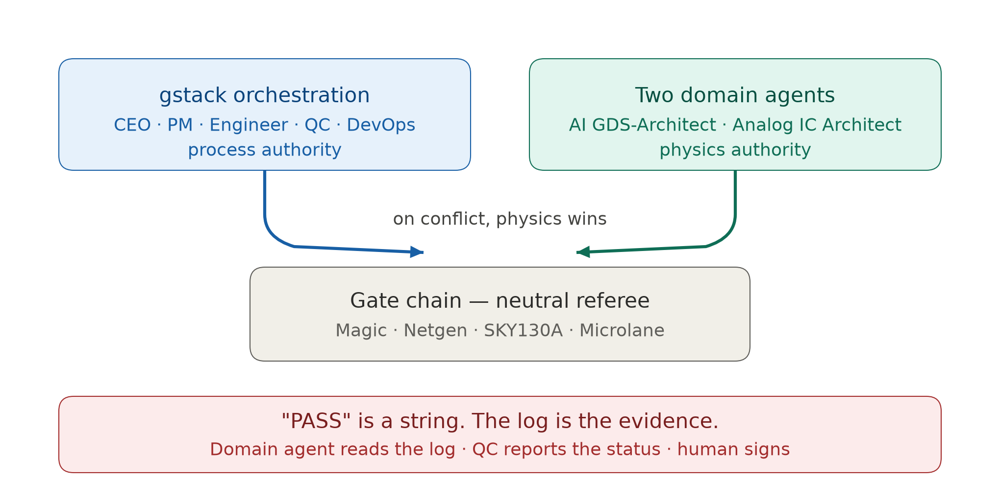 gstack orchestration
CEO · PM · Engineer · QC · DevOps
process authority
Two domain agents
AI GDS-Architect · Analog IC Architect
physics authority
on conflict, physics wins
Gate chain — neutral referee
Magic · Netgen · SKY130A · Microlane
"PASS" is a string. The log is the evidence.
Domain agent reads the log · QC reports the status · human signs